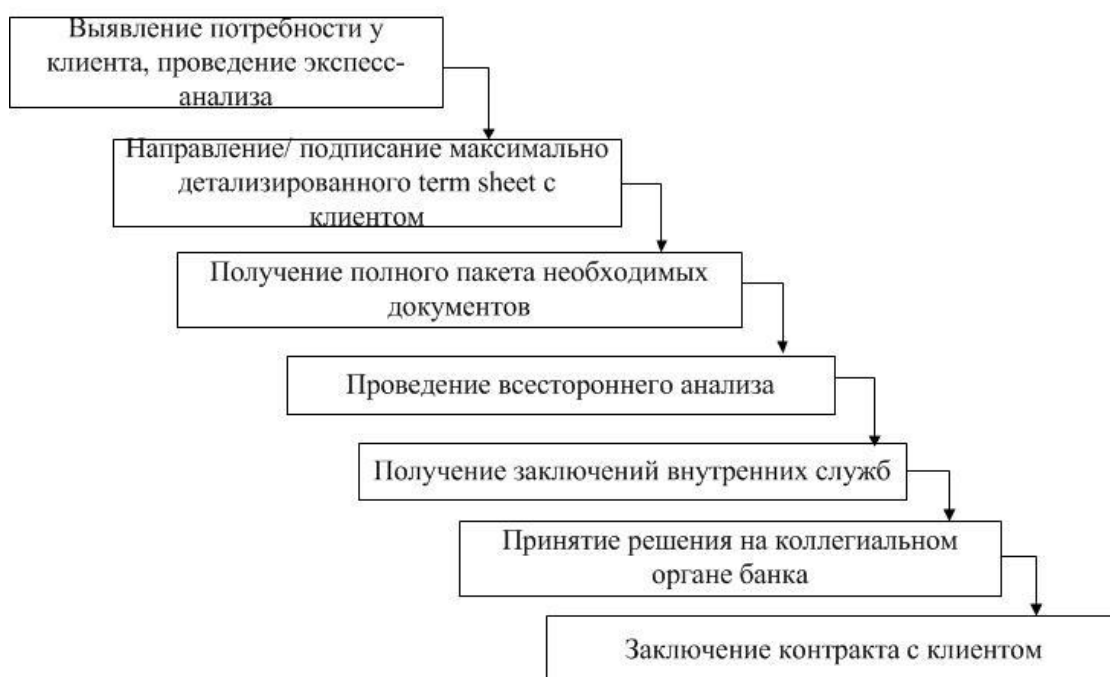 Выявление потребности у
клиента, проведение экспесс-
анализа
Направление/ подписание максимально
детализированного term sheet с
клиентом
Получение полного пакета необходимых
документов
Проведение всестороннего анализа
Получение заключений внутренних служб
Принятие решения на коллегиальном
органе банка
Заключение контракта с клиентом